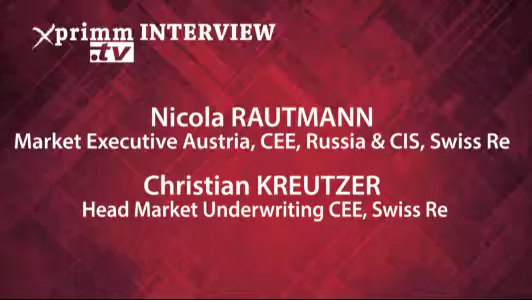 xprimm INTERVIEW
.tv
Nicola RAUTMANN
Market Executive Austria, CEE, Russia & CIS, Swiss Re
Christian KREUTZER
Head Market Underwriting CEE, Swiss Re